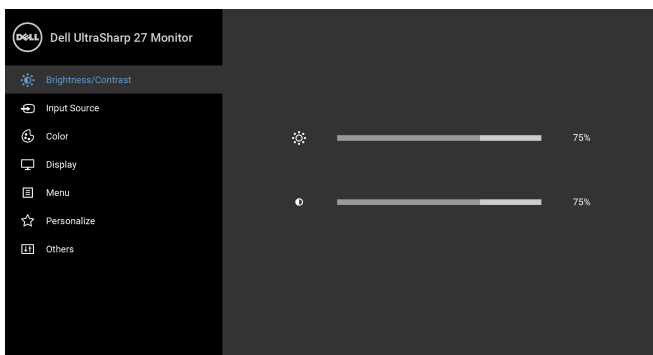 DELL Dell UltraSharp 27 Monitor
Brightness/Contrast
Input Source
Color
75%
Display
Menu
75%
Personalize
Others